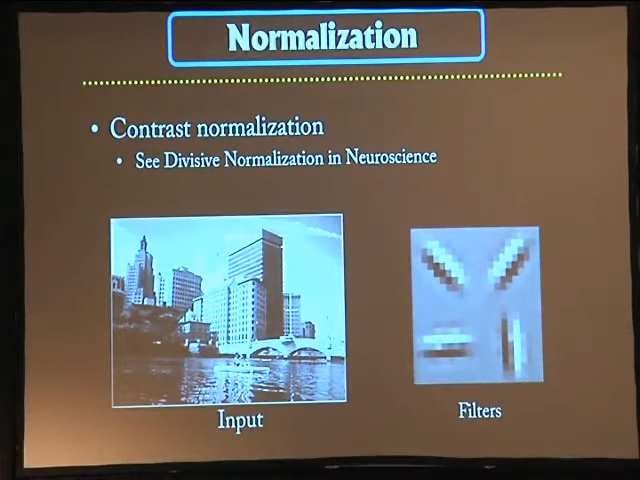 Normalization
• Contrast normalization
• See Divisive Normalization in Neuroscience
Input
Filters